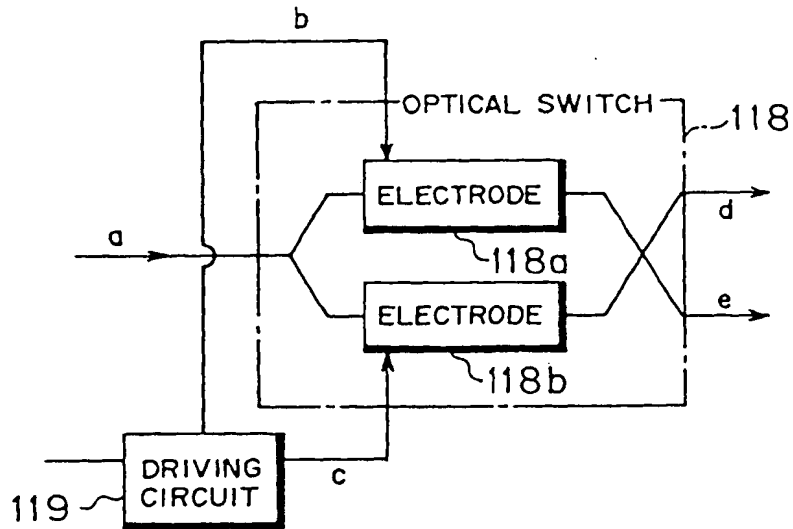 b
OPTICAL SWITCH
118
ELECTRODE
a
d
118a
ELECTRODE
e
118b
DRIVING
CIRCUIT
c
119